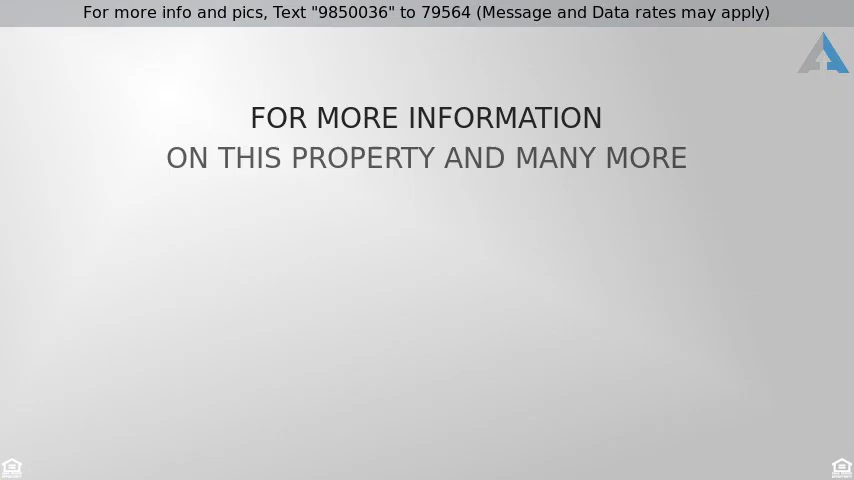 For more info and pics, Text "9850036" to 79564 (Message and Data rates may apply)
FOR MORE INFORMATION
ON THIS PROPERTY AND MANY MORE